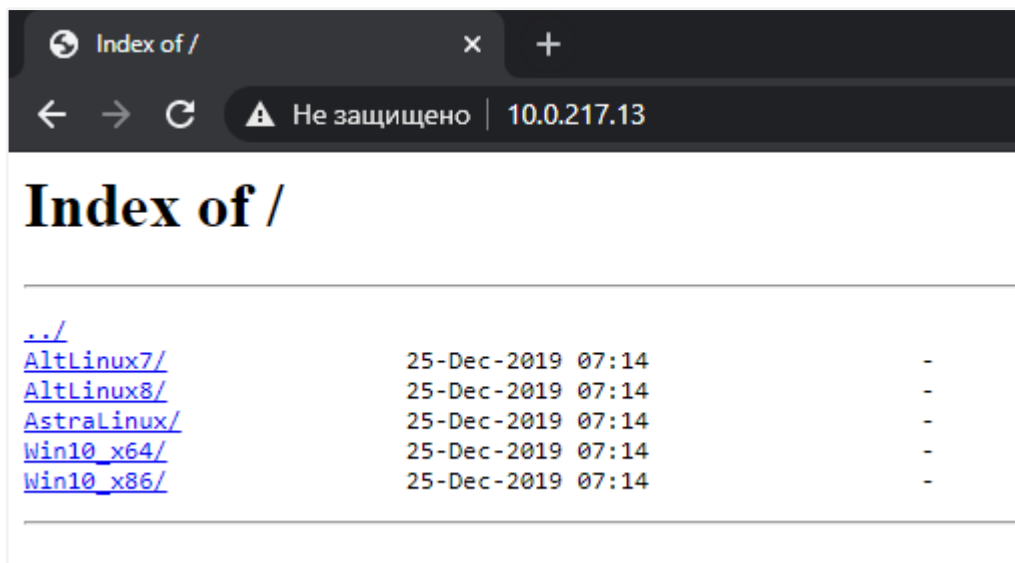 Index of /
Не защищено | 10.0.217.13
Index of /
../
AltLinux7/ 25-Dec-2019 07:14 -
AltLinux8/ 25-Dec-2019 07:14 -
AstraLinux/ 25-Dec-2019 07:14 -
Win10_x64/ 25-Dec-2019 07:14 -
Win10_x86/ 25-Dec-2019 07:14 -